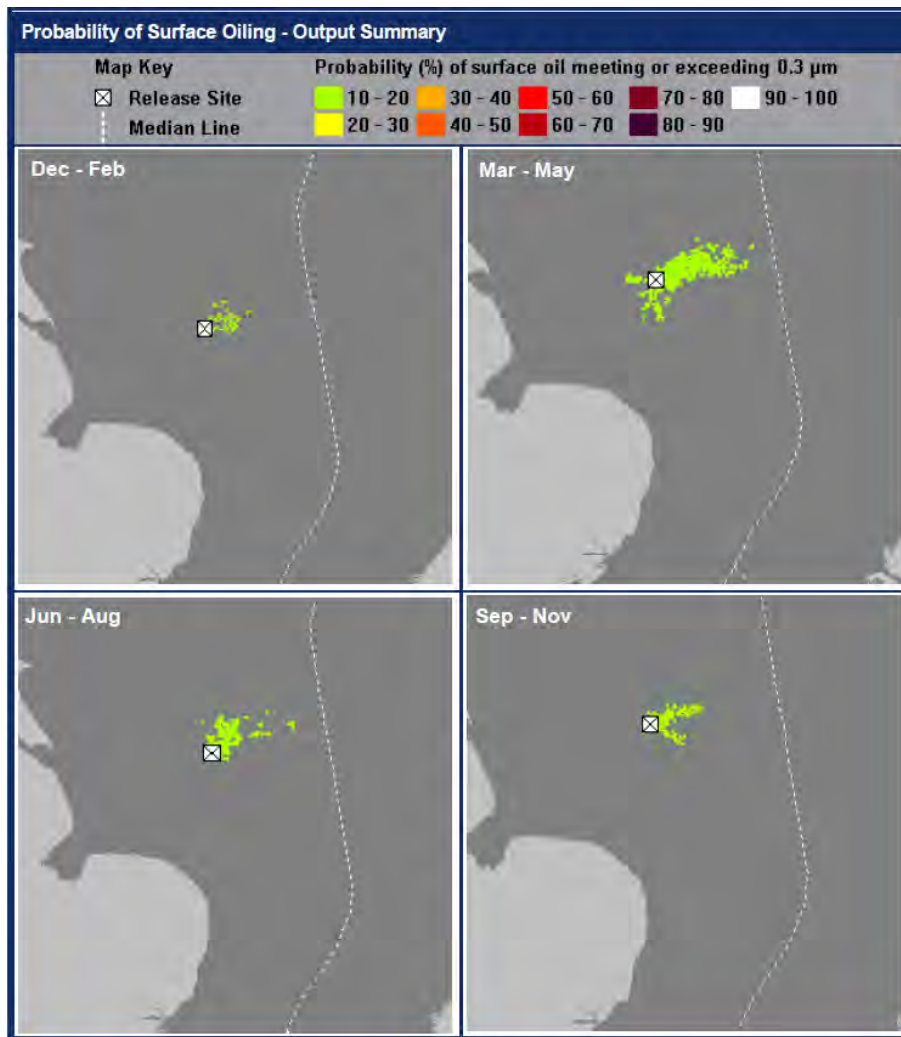 Probability of Surface Oiling - Output Summary
Map Key
Probability (%) of surface oil meeting or exceeding 0.3 µm
Release Site
10 - 20
30 - 40
50 - 60
70 - 80
90 - 100
Median Line
20 - 30
40 - 50
60 - 70
80 - 90
Dec - Feb
Mar - May
Jun - Aug
Sep - Nov